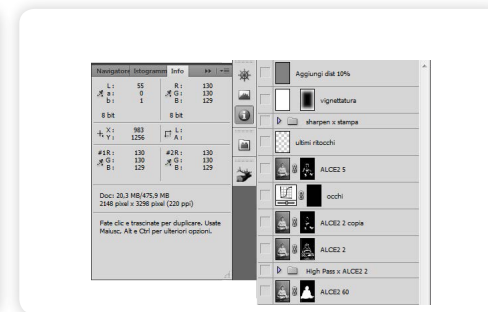 Navigatore Istogramm Info
L: 55 R: 130
a: 0 G: 130
b: 1 B: 129
8 bit 8 bit
X: 983 L:
Y: 1256 A:
#1R: 130 #2R: 130
G: 130 G: 130
B: 129 B: 129
Doc: 20,3 MB/475,9 MB
2148 pixel x 3298 pixel (220 ppi)
Fate clic e trascinate per duplicare. Usate
Maiusc, Alt e Ctrl per ulteriori opzioni.
Aggiungi dist 10%
vignettatura
sharpen x stampa
ultimi ritocchi
ALCE2 5
occhi
ALCE2 2 copia
ALCE2 2
High Pass x ALCE2 2
ALCE2 60